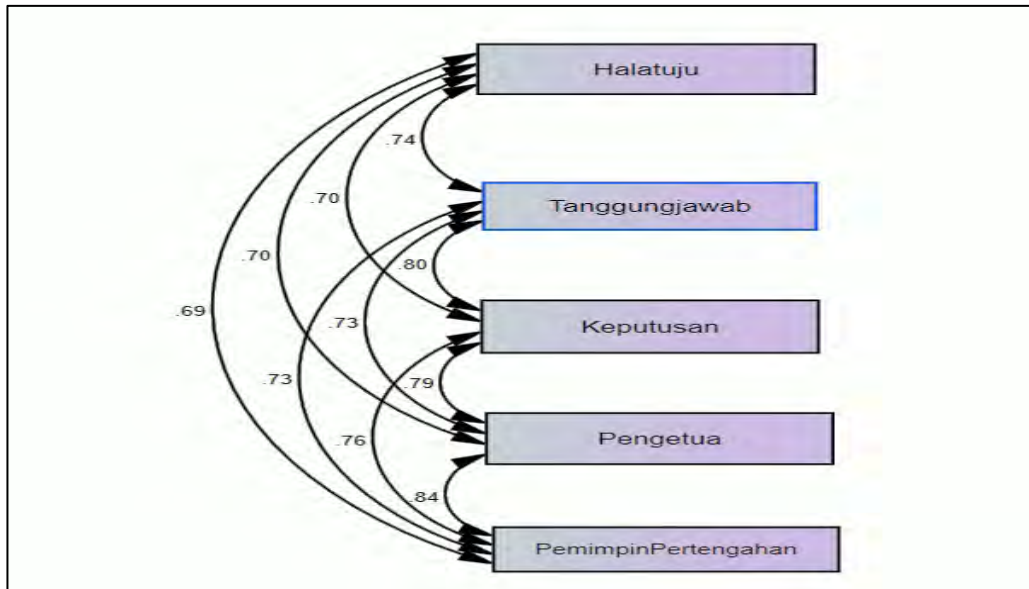 Halatuju
.74
Tanggungjawab
.70
.80
.70
.69
Keputusan
.73
.73
.79
.76
Pengetua
.84
PemimpinPertengahan